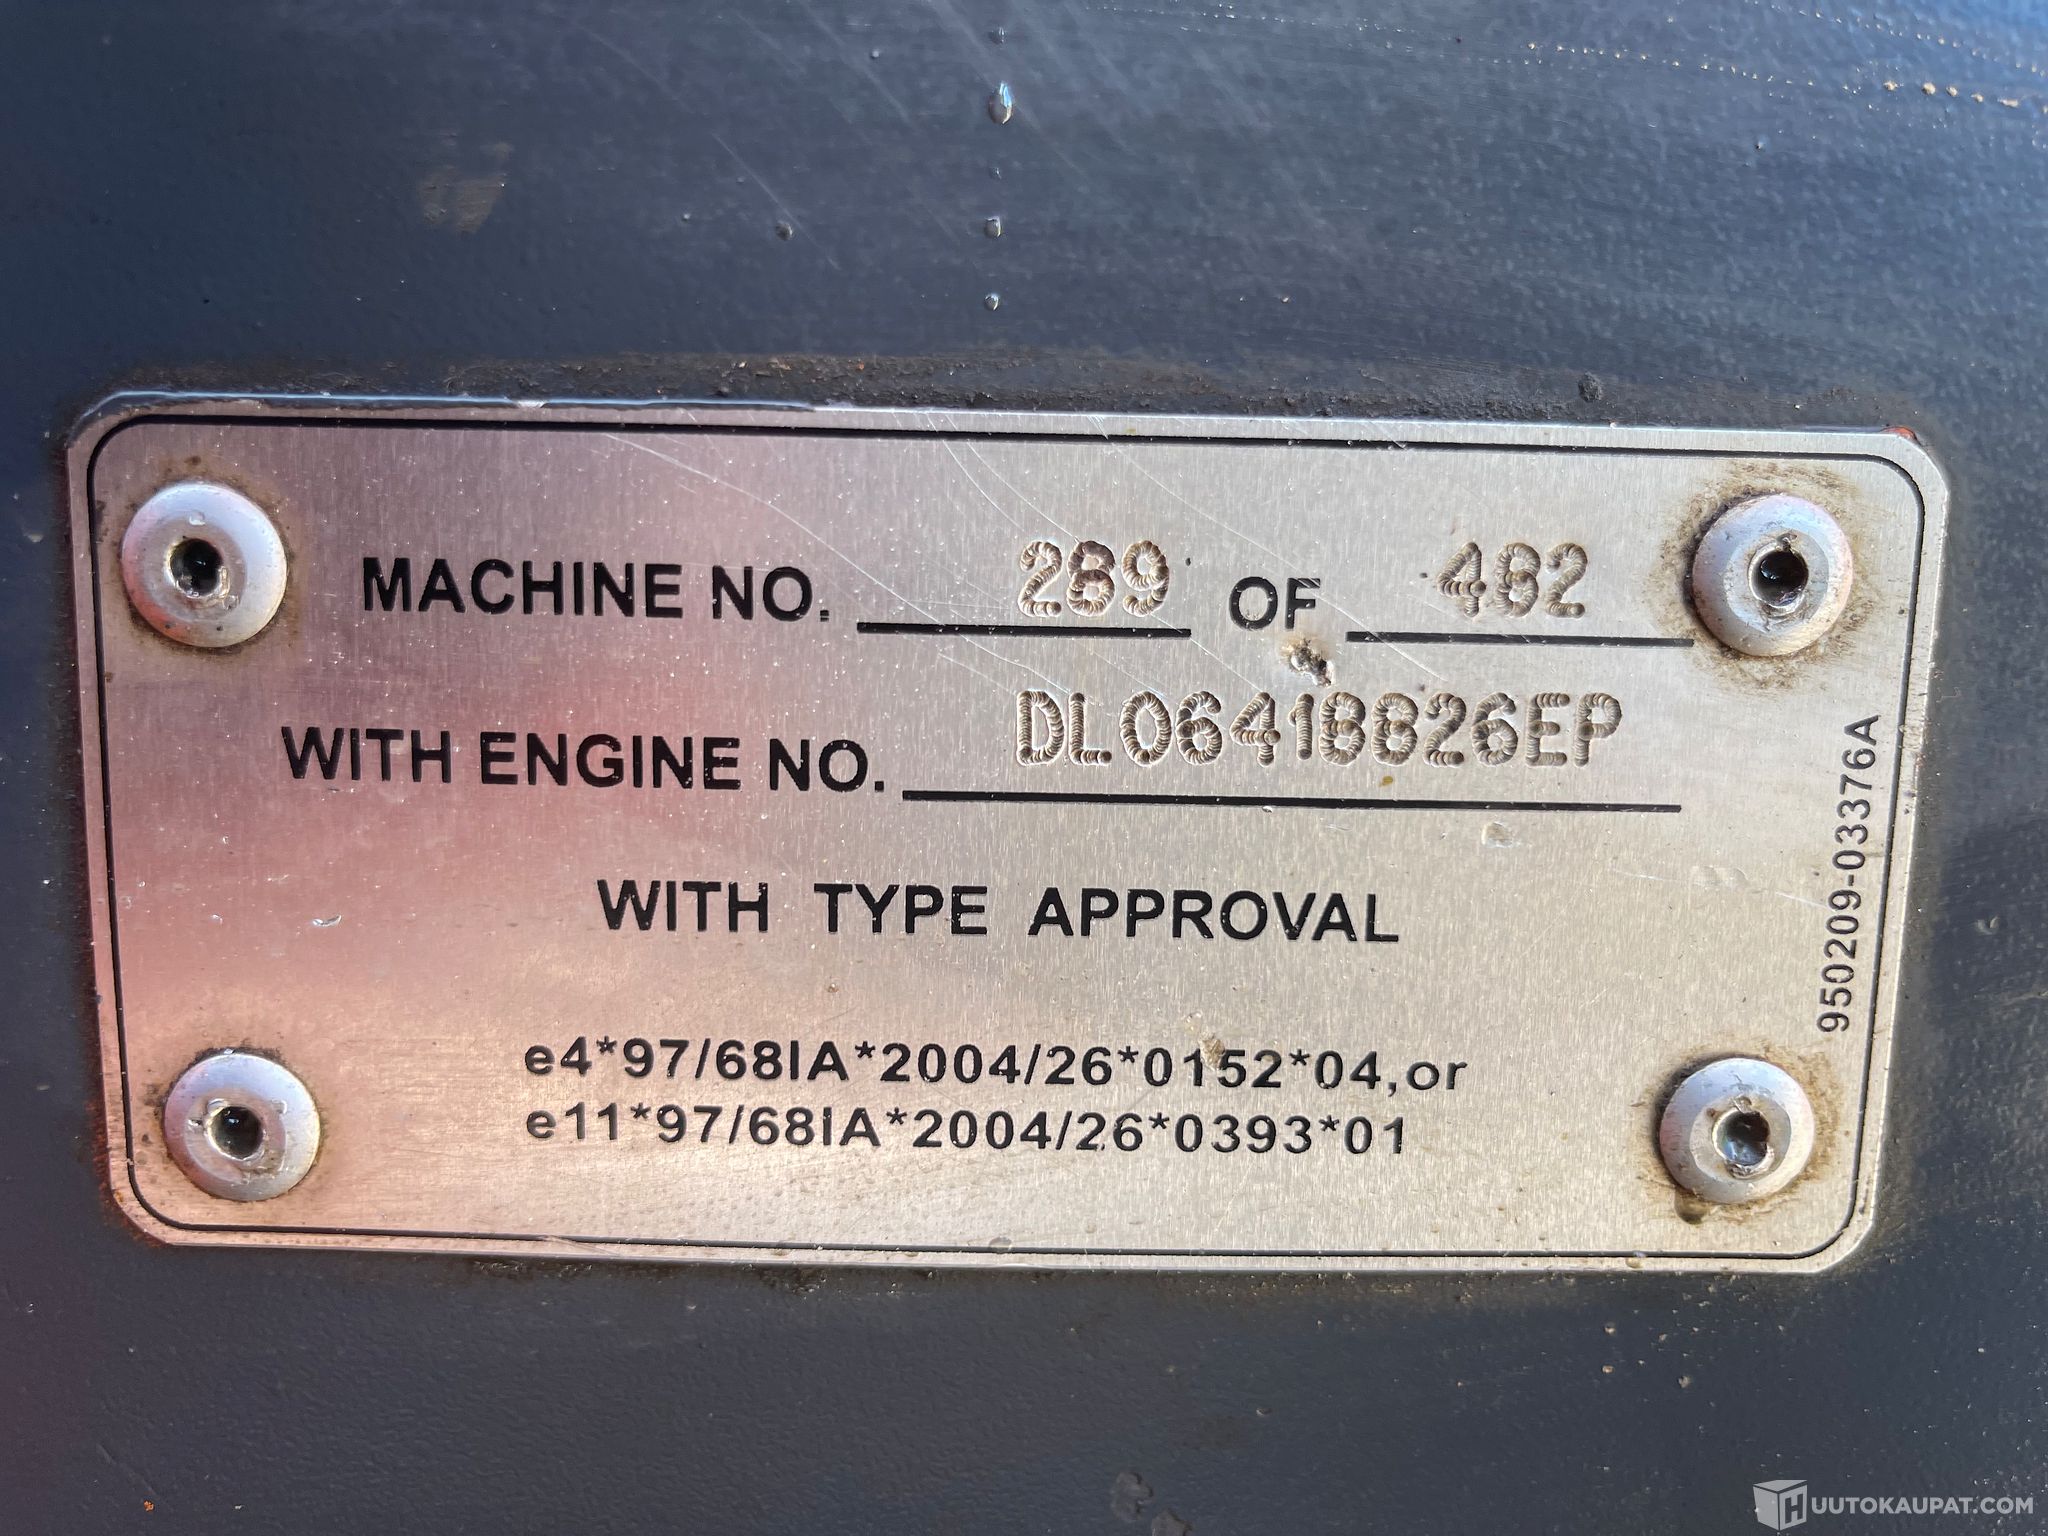 MACHINE NO. 289 OF 482
WITH ENGINE NO. DL06418826EP
WITH TYPE APPROVAL
e4*97/68IA*2004/26*0152*04,or
e11*97/68IA*2004/26*0393*01
950209-03376A
HUUTOKAUPAT.COM